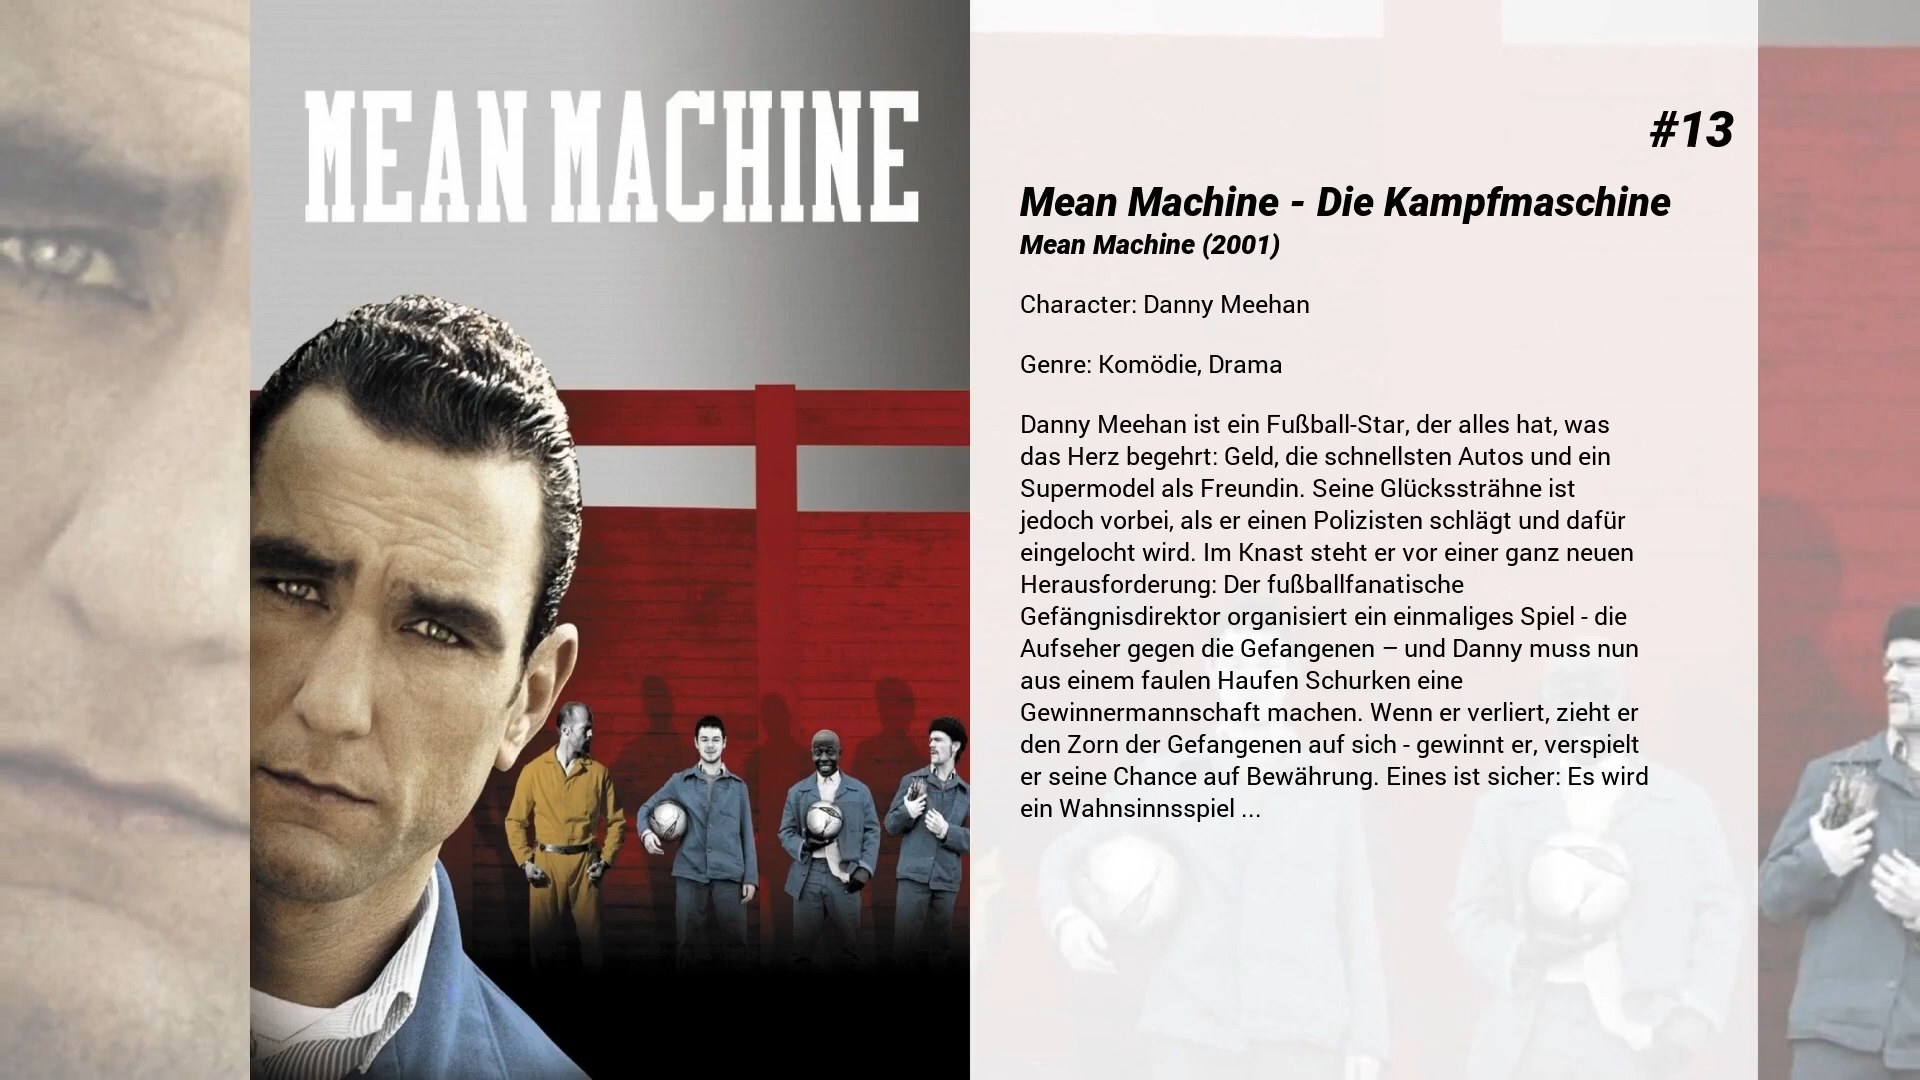 MEAN MACHINE
#13
Mean Machine - Die Kampfmaschine
Mean Machine (2001)
Character: Danny Meehan
Genre: Komödie, Drama
Danny Meehan ist ein Fußball-Star, der alles hat, was
das Herz begehrt: Geld, die schnellsten Autos und ein
Supermodel als Freundin. Seine Glückssträhne ist
jedoch vorbei, als er einen Polizisten schlägt und dafür
eingelocht wird. Im Knast steht er vor einer ganz neuen
Herausforderung: Der fußballfanatische
Gefängnisdirektor organisiert ein einmaliges Spiel - die
Aufseher gegen die Gefangenen – und Danny muss nun
aus einem faulen Haufen Schurken eine
Gewinnermannschaft machen. Wenn er verliert, zieht er
den Zorn der Gefangenen auf sich - gewinnt er, verspielt
er seine Chance auf Bewährung. Eines ist sicher: Es wird
ein Wahnsinnsspiel ...